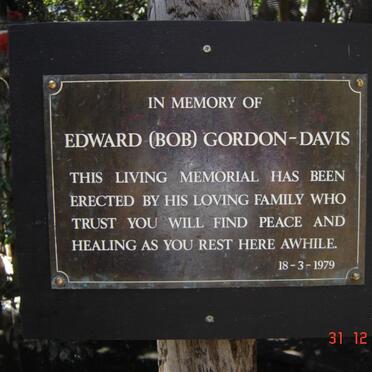 IN MEMORY OF
EDWARD (BOB) GORDON-DAVIS
THIS LIVING MEMORIAL HAS BEEN
ERECTED BY HIS LOVING FAMILY WHO
TRUST YOU WILL FIND PEACE AND
HEALING AS YOU REST HERE AWHILE.
18-3-1979
31 12